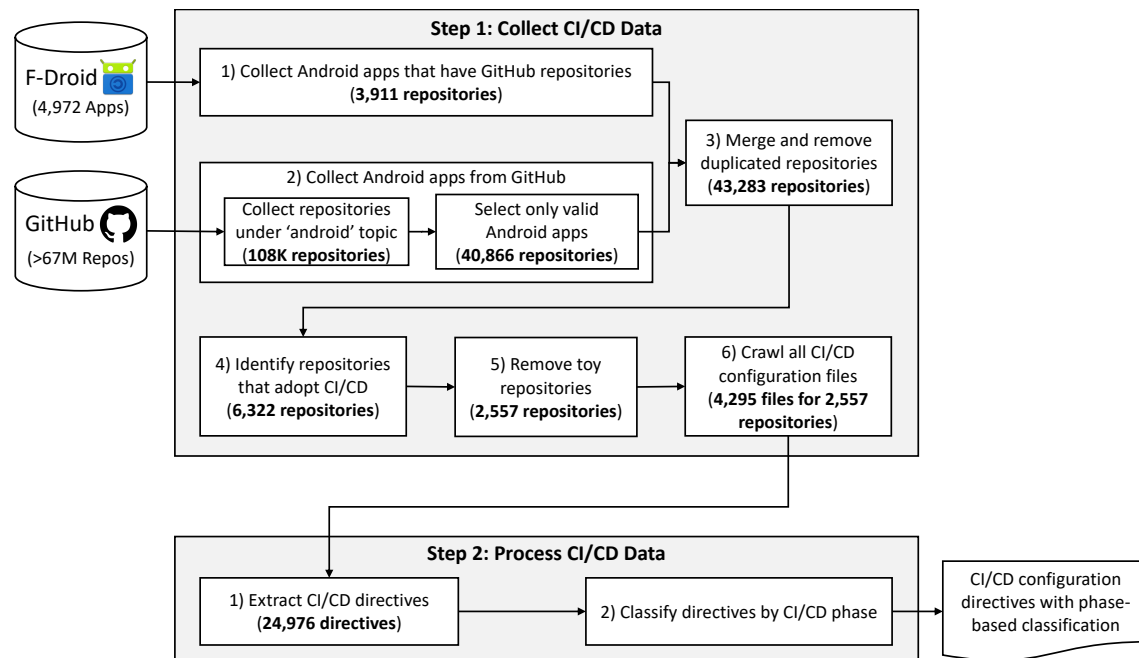 Step 1: Collect CI/CD Data
F-Droid
(4,972 Apps)
1) Collect Android apps that have GitHub repositories
(3,911 repositories)
GitHub
(>67M Repos)
2) Collect Android apps from GitHub
Collect repositories
under ‘android’ topic
(108K repositories)
Select only valid
Android apps
(40,866 repositories)
3) Merge and remove
duplicated repositories
(43,283 repositories)
4) Identify repositories
that adopt CI/CD
(6,322 repositories)
5) Remove toy
repositories
(2,557 repositories)
6) Crawl all CI/CD
configuration files
(4,295 files for 2,557
repositories)
Step 2: Process CI/CD Data
1) Extract CI/CD directives
(24,976 directives)
2) Classify directives by CI/CD phase
CI/CD configuration
directives with phase-
based classification